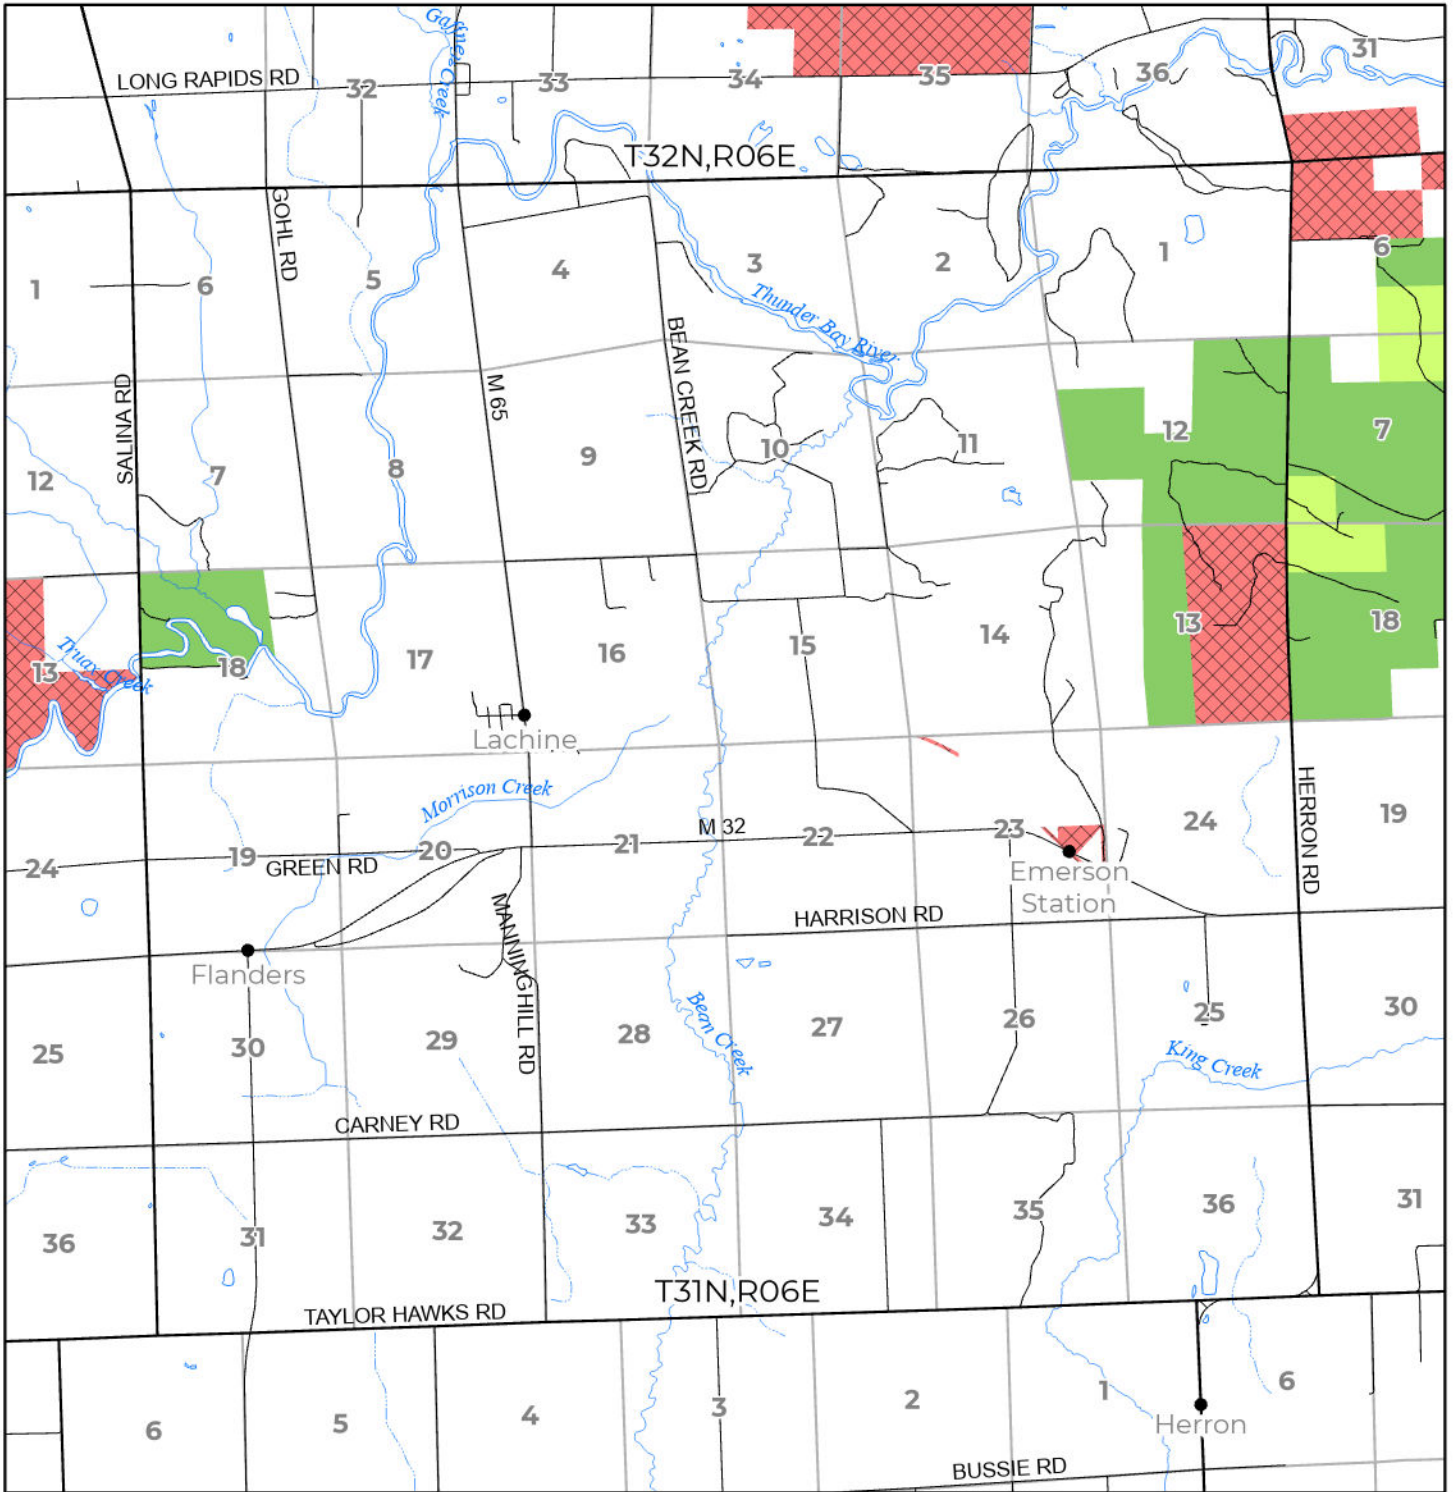 Gaffney Creek
31
LONG RAPIDS RD
32
33
34
35
36
T32N,R06E
GOHL RD
1
6
5
4
3
2
1
6
Thunder Bay River
SALINA RD
M 65
BEAN CREEK RD
12
7
8
9
10
11
12
7
13
Truax Creek
18
17
16
15
14
13
18
Lachine
Morrison Creek
M 32
HERRON RD
24
19
GREEN RD
20
21
22
23
24
19
Emerson
Station
MANNING HILL RD
HARRISON RD
Flanders
Bean Creek
25
30
29
28
27
26
25
30
King Creek
CARNEY RD
36
31
32
33
34
35
36
31
T31N,R06E
TAYLOR HAWKS RD
6
5
4
3
2
1
6
Herron
BUSSIE RD